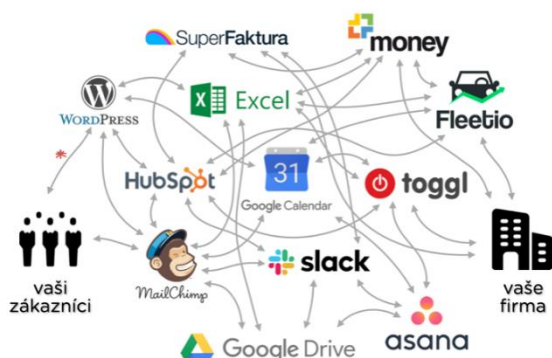 SuperFaktura
money
WORDPRESS
Excel
Fleetio
HubSpot
31
Google Calendar
toggl
vaši
zákazníci
MailChimp
slack
vaše
firma
Google Drive
asana